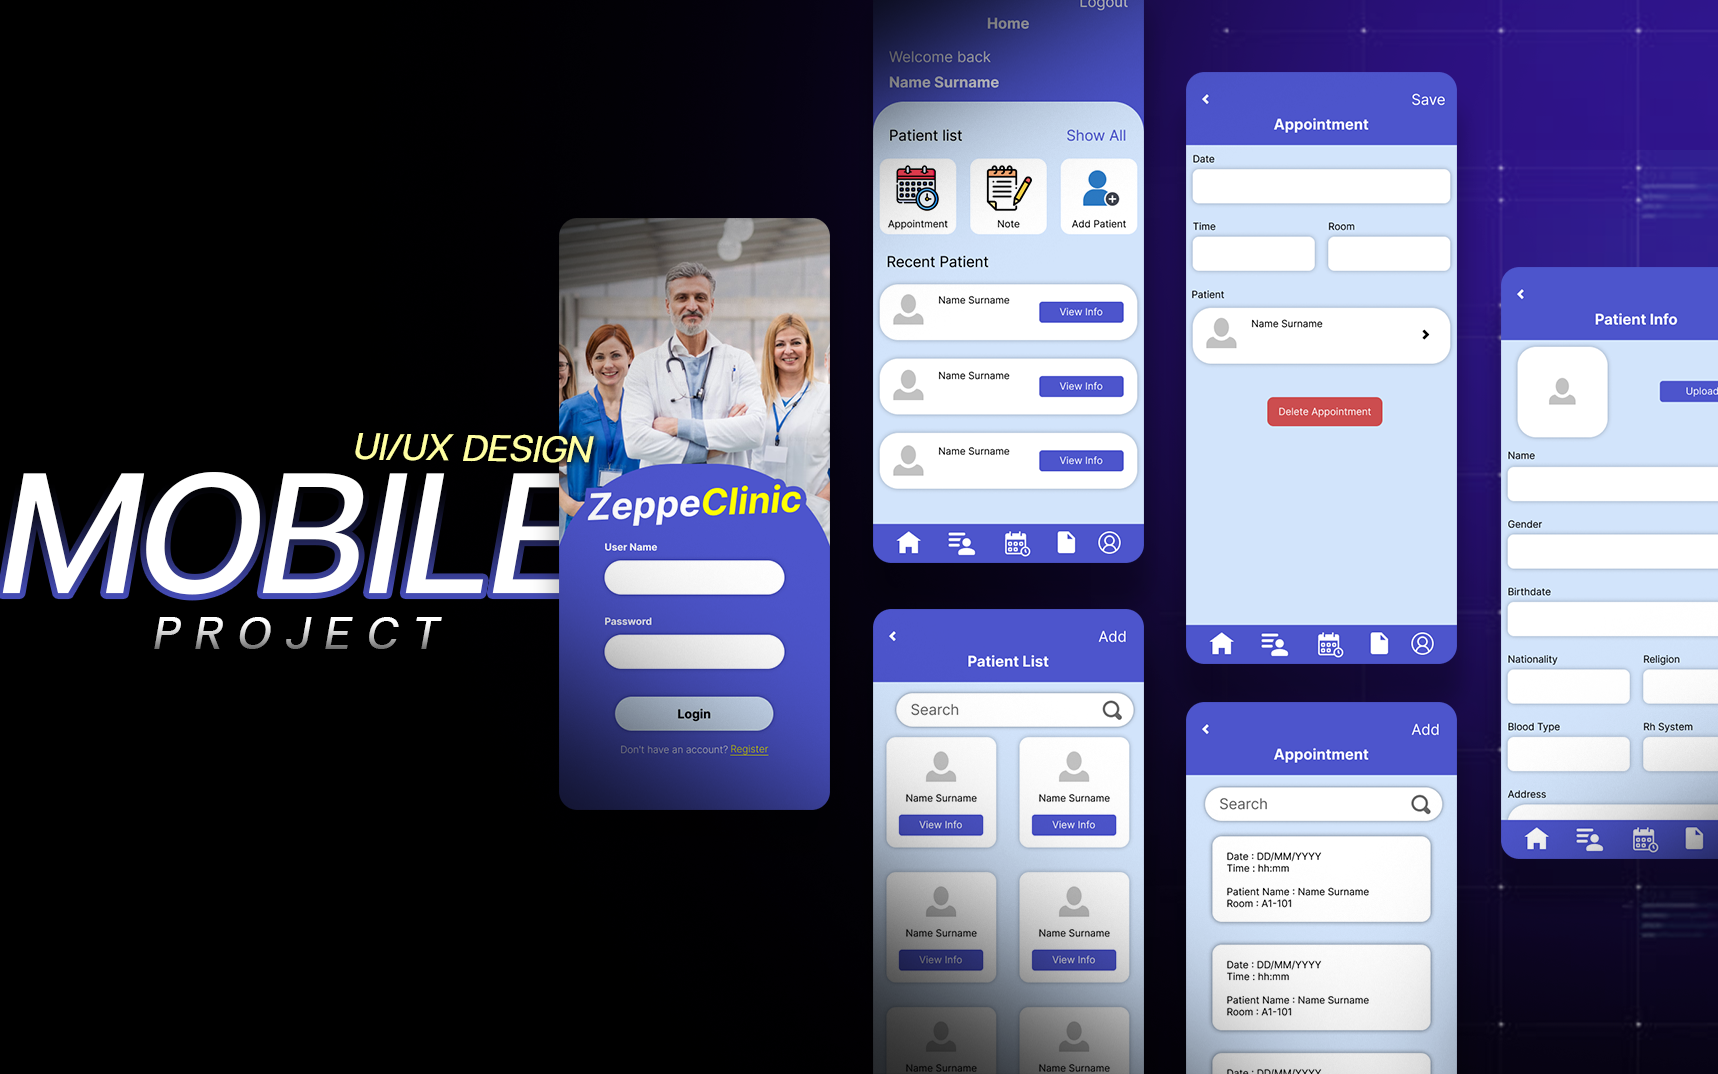 UI/UX DESIGN
MOBILE
PROJECT
ZeppeClinic
User Name
Password
Login
Don't have an account? Register
Logout
Home
Welcome back
Name Surname
Patient list
Show All
Appointment
Note
Add Patient
Recent Patient
Name Surname
View Info
Name Surname
View Info
Name Surname
View Info
Add
Patient List
Search
Name Surname
View Info
Name Surname
View Info
Name Surname
View Info
Name Surname
View Info
Name Surname
Name Surname
Save
Appointment
Date
Time
Room
Patient
Name Surname
Delete Appointment
Add
Appointment
Search
Date : DD/MM/YYYY
Time : hh:mm
Patient Name : Name Surname
Room : A1-101
Date : DD/MM/YYYY
Time : hh:mm
Patient Name : Name Surname
Room : A1-101
Date : DD/MM/YYYY
Patient Info
Upload
Name
Gender
Birthdate
Nationality
Religion
Blood Type
Rh System
Address